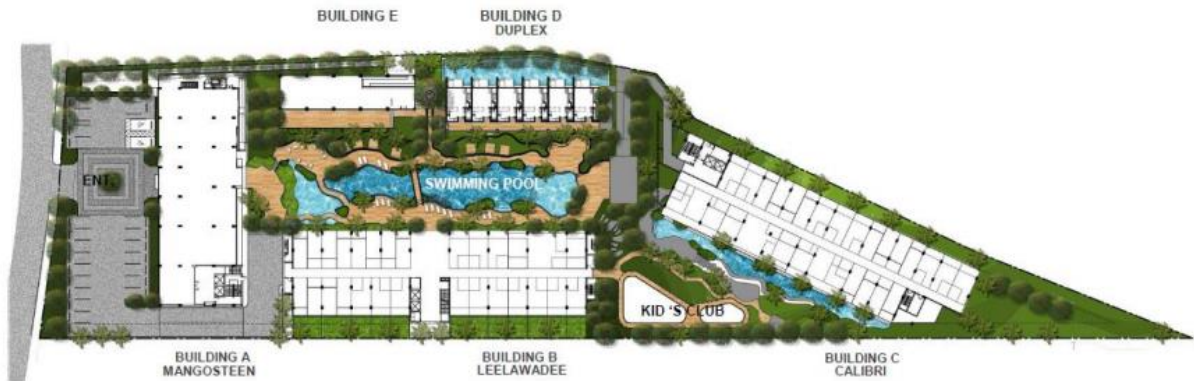 BUILDING E
BUILDING D
DUPLEX
ENT.
SWIMMING POOL
KID 'S CLUB
BUILDING A
MANGOSTEEN
BUILDING B
LEELAWADEE
BUILDING C
CALIBRI